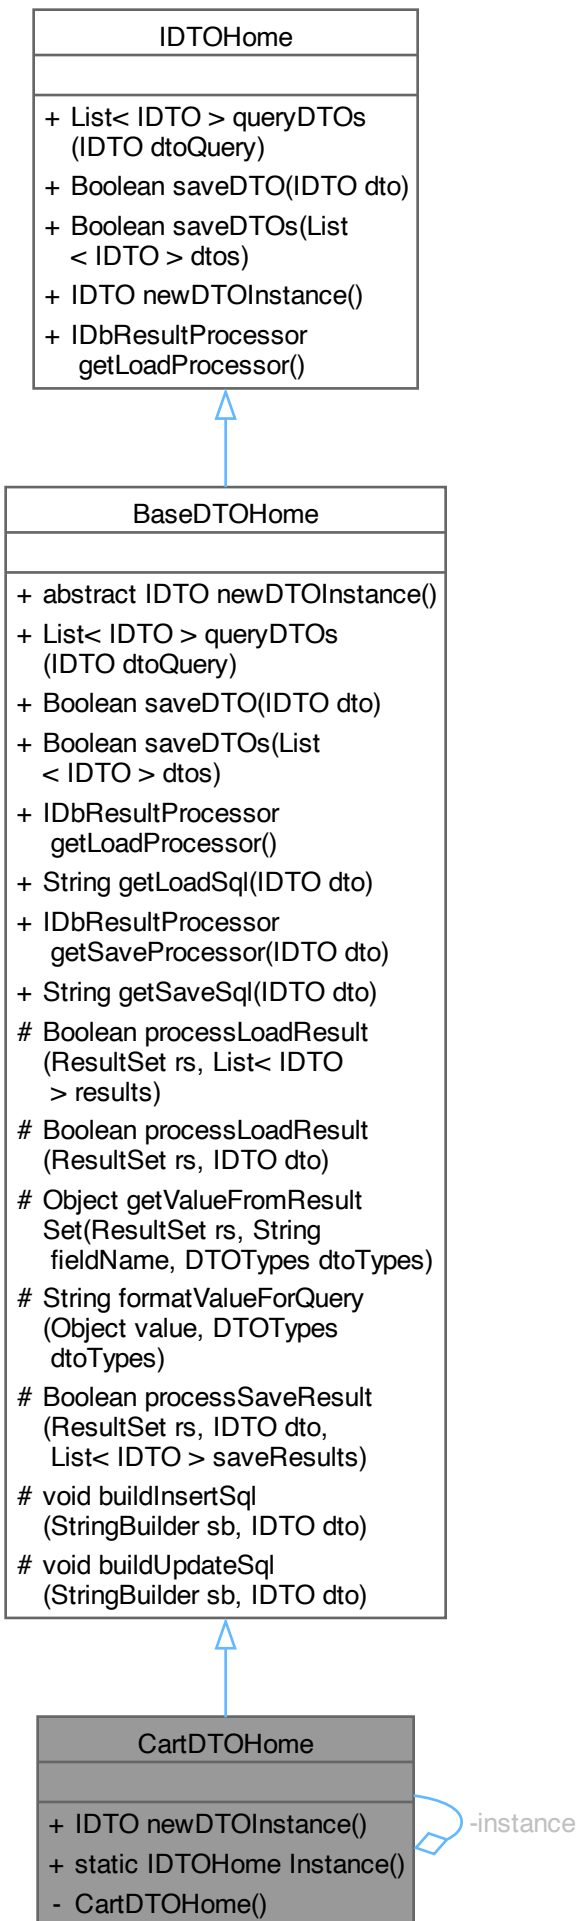 IDTOHome
+ List< IDTO > queryDTOs
(IDTO dtoQuery)
+ Boolean saveDTO(IDTO dto)
+ Boolean saveDTOs(List
< IDTO > dtos)
+ IDTO newDTOInstance()
+ IDbResultProcessor
getLoadProcessor()
BaseDTOHome
+ abstract IDTO newDTOInstance()
+ List< IDTO > queryDTOs
(IDTO dtoQuery)
+ Boolean saveDTO(IDTO dto)
+ Boolean saveDTOs(List
< IDTO > dtos)
+ IDbResultProcessor
getLoadProcessor()
+ String getLoadSql(IDTO dto)
+ IDbResultProcessor
getSaveProcessor(IDTO dto)
+ String getSaveSql(IDTO dto)
# Boolean processLoadResult
(ResultSet rs, List< IDTO
> results)
# Boolean processLoadResult
(ResultSet rs, IDTO dto)
# Object getValueFromResult
Set(ResultSet rs, String
fieldName, DTOTypes dtoTypes)
# String formatValueForQuery
(Object value, DTOTypes
dtoTypes)
# Boolean processSaveResult
(ResultSet rs, IDTO dto,
List< IDTO > saveResults)
# void buildInsertSql
(StringBuilder sb, IDTO dto)
# void buildUpdateSql
(StringBuilder sb, IDTO dto)
CartDTOHome
+ IDTO newDTOInstance()
-instance
+ static IDTOHome Instance()
- CartDTOHome()